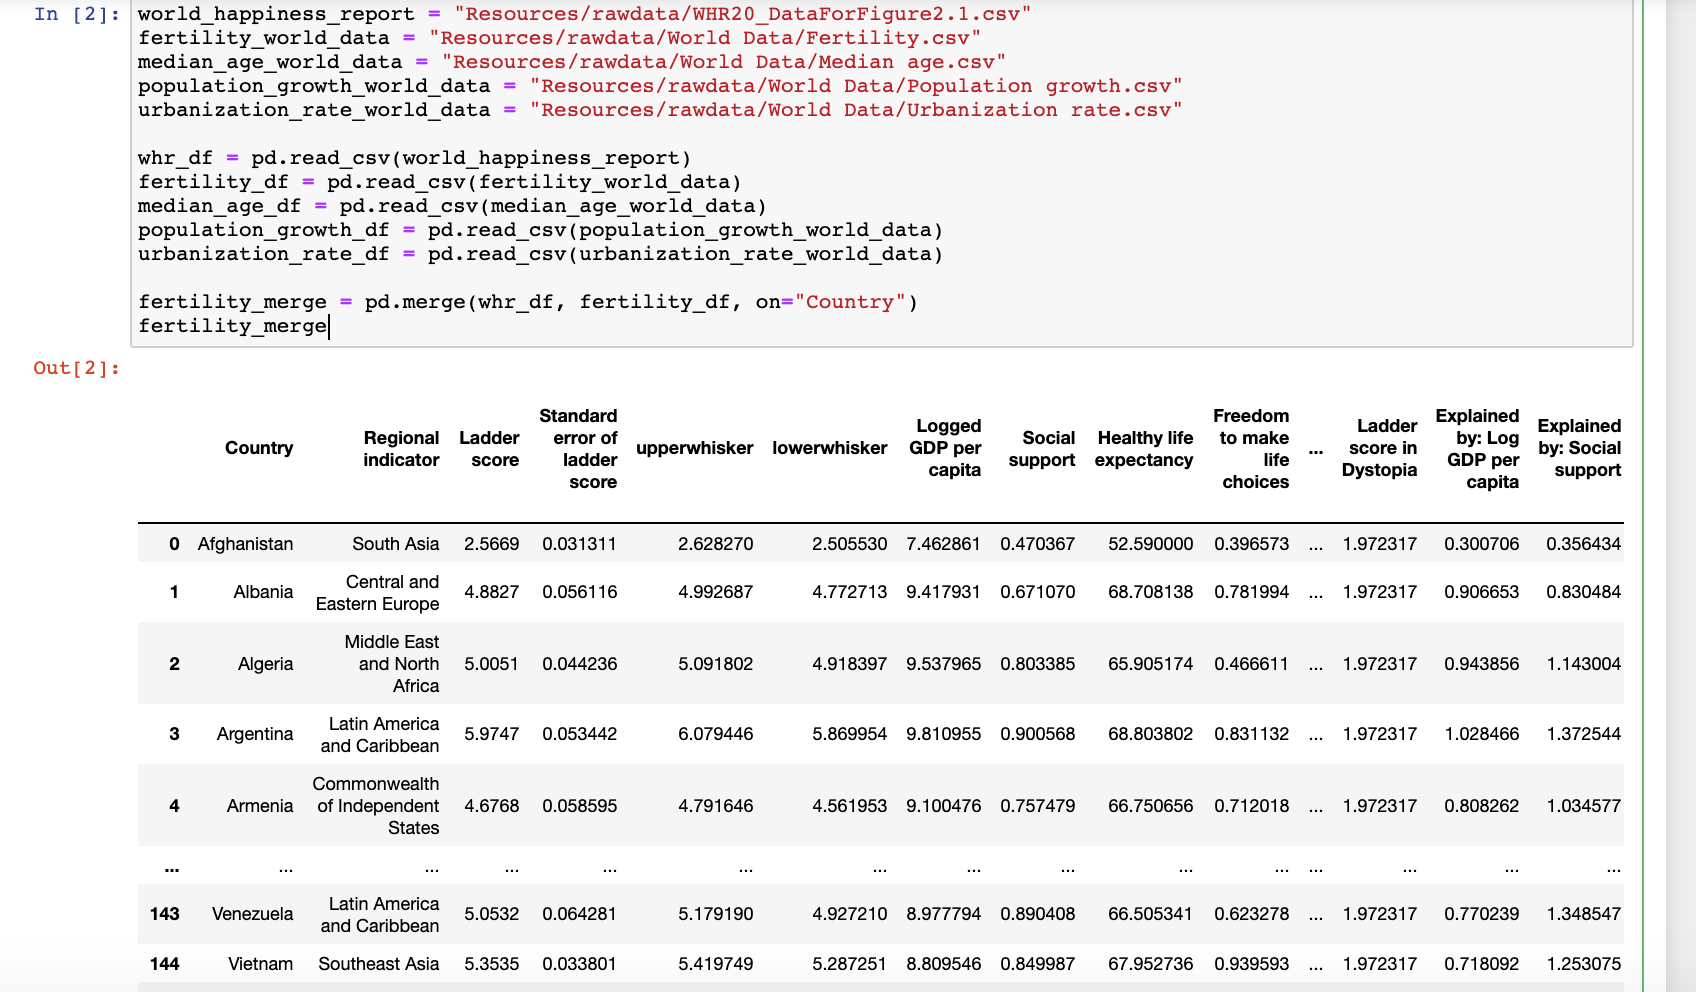 In [2]:
world_happiness_report = "Resources/rawdata/WHR20_DataForFigure2.1.csv"
fertility_world_data = "Resources/rawdata/World Data/Fertility.csv"
median_age_world_data = "Resources/rawdata/World Data/Median age.csv"
population_growth_world_data = "Resources/rawdata/World Data/Population growth.csv"
urbanization_rate_world_data = "Resources/rawdata/World Data/Urbanization rate.csv"
whr_df = pd.read_csv(world_happiness_report)
fertility_df = pd.read_csv(fertility_world_data)
median_age_df = pd.read_csv(median_age_world_data)
population_growth_df = pd.read_csv(population_growth_world_data)
urbanization_rate_df = pd.read_csv(urbanization_rate_world_data)
fertility_merge = pd.merge(whr_df, fertility_df, on="Country")
fertility_merge
Out[2]:
Country Regional indicator Ladder score Standard error of ladder score upperwhisker lowerwhisker Logged GDP per capita Social support Healthy life expectancy Freedom to make life choices ... Ladder score in Dystopia Explained by: Log GDP per capita Explained by: Social support
0 Afghanistan South Asia 2.5669 0.031311 2.628270 2.505530 7.462861 0.470367 52.590000 0.396573 ... 1.972317 0.300706 0.356434
1 Albania Central and Eastern Europe 4.8827 0.056116 4.992687 4.772713 9.417931 0.671070 68.708138 0.781994 ... 1.972317 0.906653 0.830484
2 Algeria Middle East and North Africa 5.0051 0.044236 5.091802 4.918397 9.537965 0.803385 65.905174 0.466611 ... 1.972317 0.943856 1.143004
3 Argentina Latin America and Caribbean 5.9747 0.053442 6.079446 5.869954 9.810955 0.900568 68.803802 0.831132 ... 1.972317 1.028466 1.372544
4 Armenia Commonwealth of Independent States 4.6768 0.058595 4.791646 4.561953 9.100476 0.757479 66.750656 0.712018 ... 1.972317 0.808262 1.034577
... ... ... ... ... ... ... ... ... ... ... ... ... ... ...
143 Venezuela Latin America and Caribbean 5.0532 0.064281 5.179190 4.927210 8.977794 0.890408 66.505341 0.623278 ... 1.972317 0.770239 1.348547
144 Vietnam Southeast Asia 5.3535 0.033801 5.419749 5.287251 8.809546 0.849987 67.952736 0.939593 ... 1.972317 0.718092 1.253075